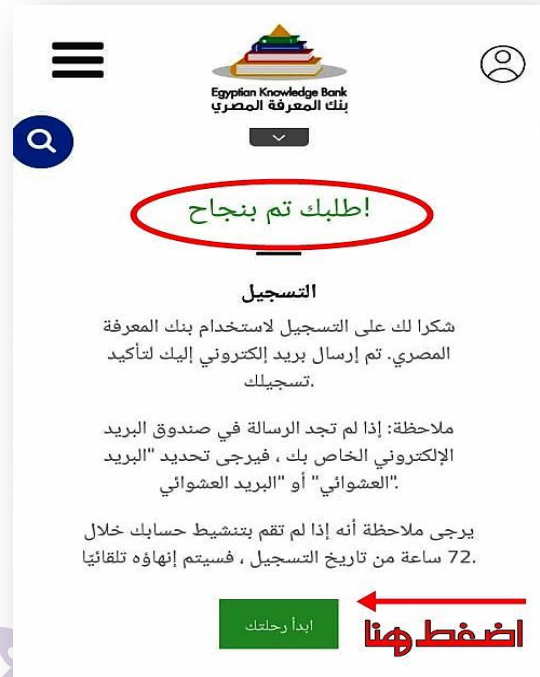 Egyptian Knowledge Bank
بنك المعرفة المصري
طلبك تم بنجاح!
التسجيل
شكرا لك على التسجيل لاستخدام بنك المعرفة
المصري. تم إرسال بريد إلكتروني إليك لتأكيد
تسجيلك.
ملاحظة: إذا لم تجد الرسالة في صندوق البريد
الإلكتروني الخاص بك ، فيرجى تحديد "البريد
العشوائي" أو "البريد العشوائي".
يرجى ملاحظة أنه إذا لم تقم بتنشيط حسابك خلال
72 ساعة من تاريخ التسجيل ، فسيتم إنهاؤه تلقائيًا.
ابدأ رحلتك
اضغط هنا